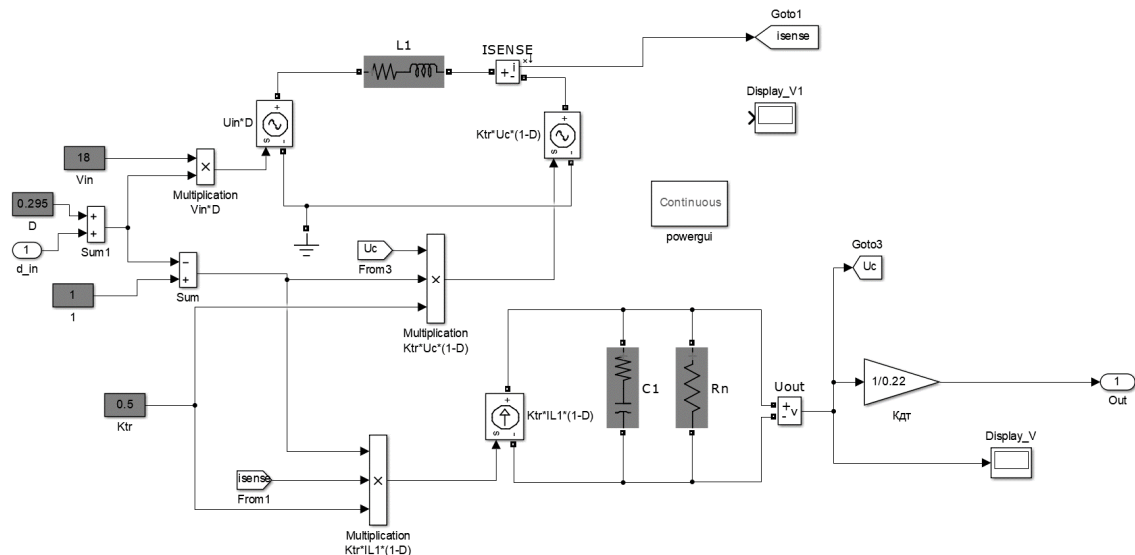 Goto1
isense
L1
ISENSE
i
+
-
Display_V1
Uin*D
+
s
-
Ktr*Uc*(1-D)
+
s
-
18
Vin
×
Multiplication
Vin*D
0.295
D
+
+
Sum1
1
d_in
Continuous
powergui
−
+
Sum
1
1
Uc
From3
×
Multiplication
Ktr*Uc*(1-D)
Goto3
Uc
0.5
Ktr
+
s
-
Ktr*IL1*(1-D)
C1
Rn
Uout
+
-
v
1/0.22
Кдт
1
Out
Display_V
isense
From1
×
Multiplication
Ktr*IL1*(1-D)